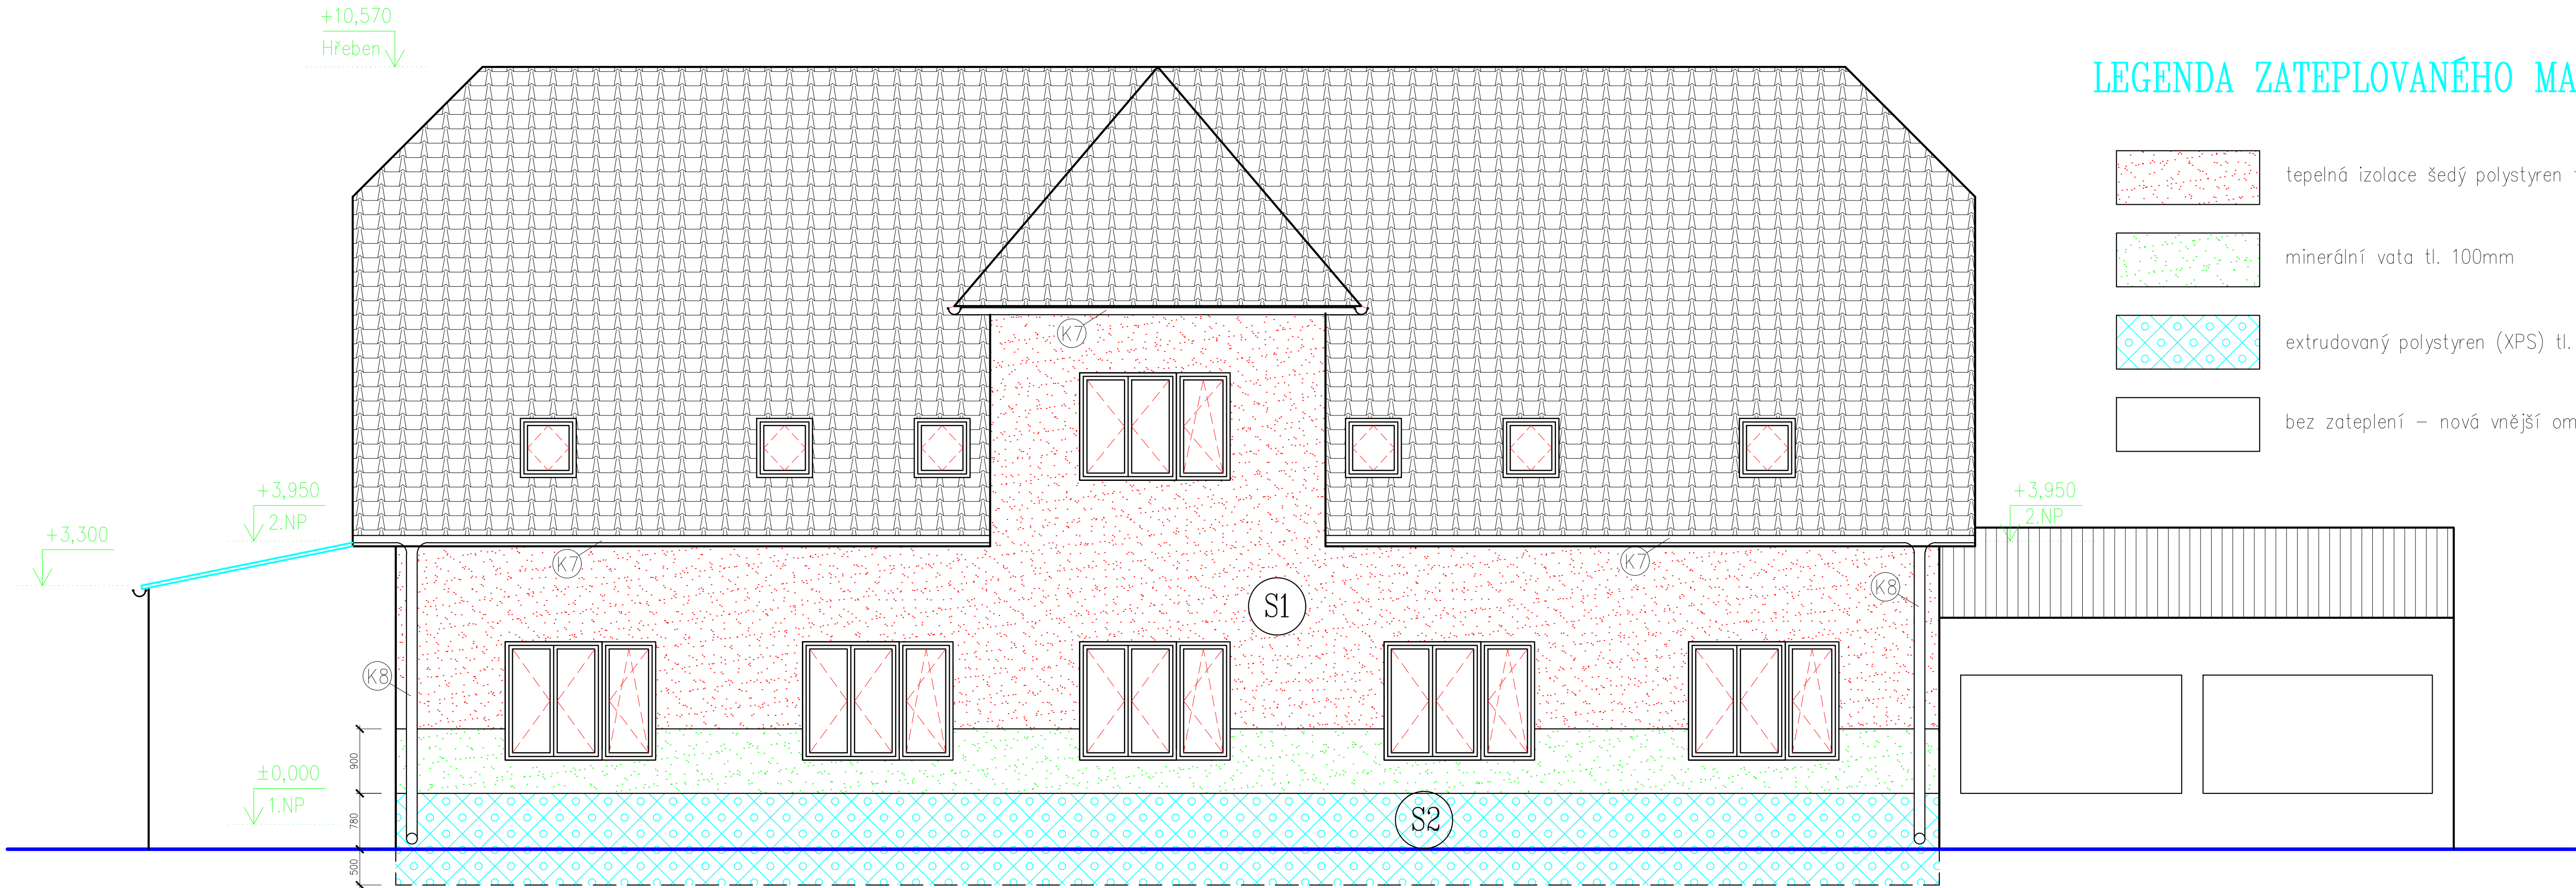 +10,570
Hřeben
LEGENDA ZATEPLOVANÉHO MA
tepelná izolace šedý polystyren
minerální vata tl. 100mm
extrudovaný polystyren (XPS) tl.
bez zateplení – nová vnější om
K7
+3,950
2.NP
+3,300
+3,950
2.NP
K7
K7
K8
S1
K8
900
±0,000
1.NP
780
S2
500